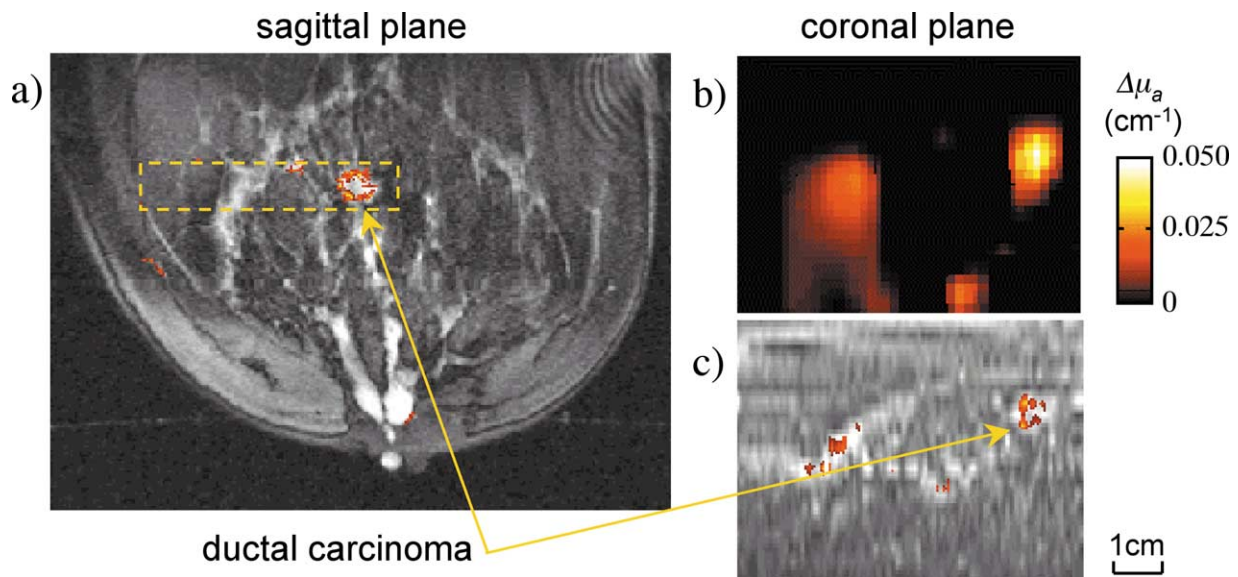 sagittal plane
coronal plane
a)
b)
Δμa
(cm-1)
0.050
0.025
0
c)
ductal carcinoma
1cm